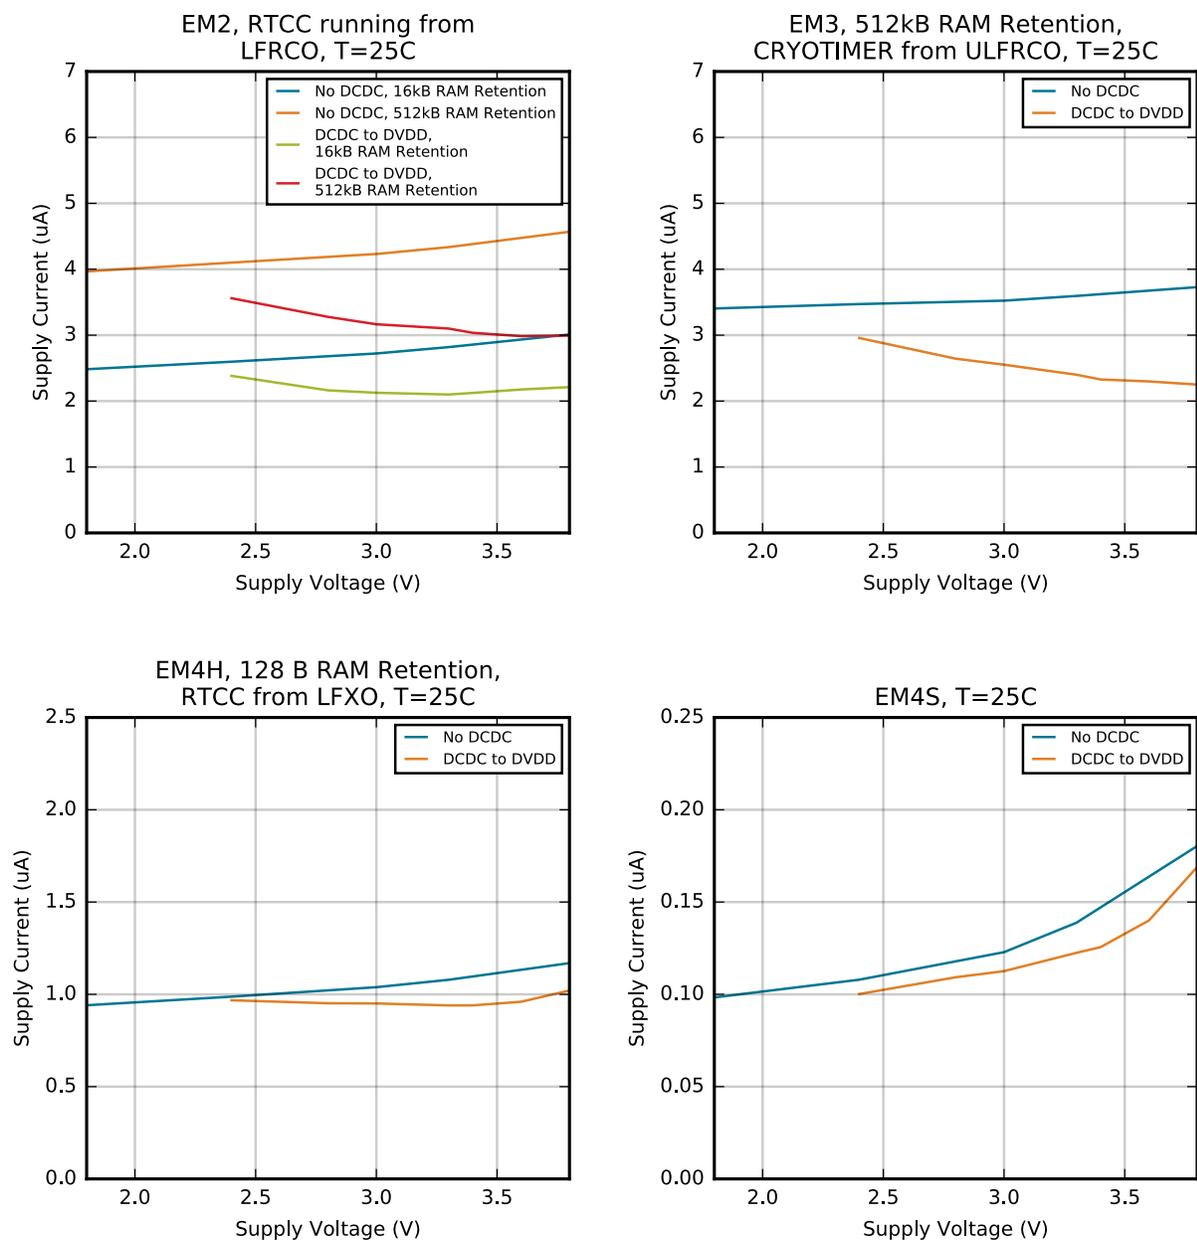 EM2, RTCC running from
LFRCO, T=25C
7
6
5
4
3
2
1
0
Supply Current (uA)
No DCDC, 16kB RAM Retention
No DCDC, 512kB RAM Retention
DCDC to DVDD,
16kB RAM Retention
DCDC to DVDD,
512kB RAM Retention
2.0 2.5 3.0 3.5
Supply Voltage (V)
EM3, 512kB RAM Retention,
CRYOTIMER from ULFRCO, T=25C
7
6
5
4
3
2
1
0
Supply Current (uA)
No DCDC
DCDC to DVDD
2.0 2.5 3.0 3.5
Supply Voltage (V)
EM4H, 128 B RAM Retention,
RTCC from LFXO, T=25C
2.5
2.0
1.5
1.0
0.5
0.0
Supply Current (uA)
No DCDC
DCDC to DVDD
2.0 2.5 3.0 3.5
Supply Voltage (V)
EM4S, T=25C
0.25
0.20
0.15
0.10
0.05
0.00
Supply Current (uA)
No DCDC
DCDC to DVDD
2.0 2.5 3.0 3.5
Supply Voltage (V)